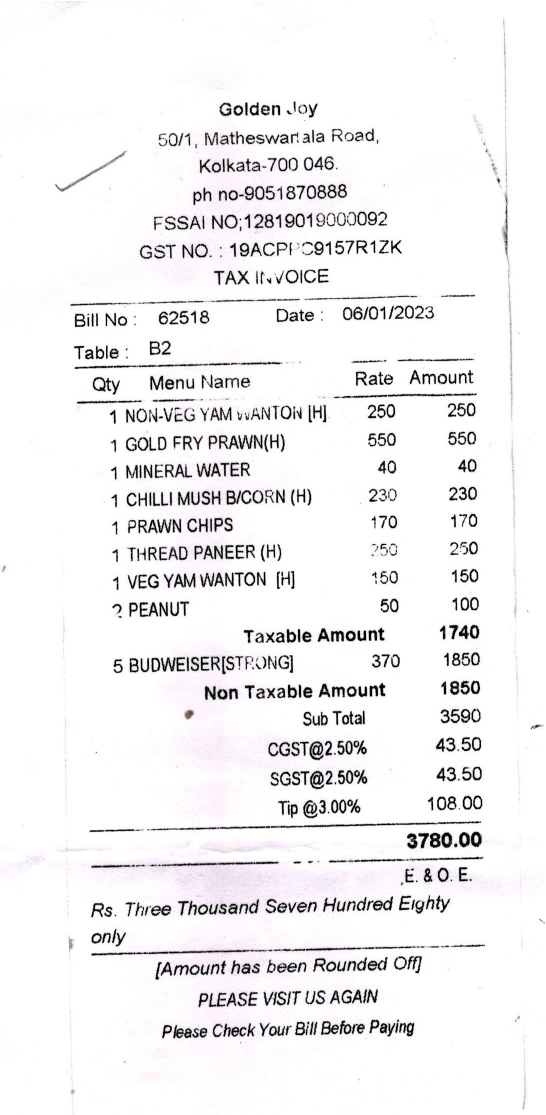 Golden Joy
50/1, Matheswartala Road,
Kolkata-700 046.
ph no-9051870888
FSSAI NO;12819019000092
GST NO. : 19ACPPC9157R1ZK
TAX INVOICE
Bill No : 62518 Date : 06/01/2023
Table : B2
Qty Menu Name Rate Amount
1 NON-VEG YAM WANTON [H] 250 250
1 GOLD FRY PRAWN(H) 550 550
1 MINERAL WATER 40 40
1 CHILLI MUSH B/CORN (H) 230 230
1 PRAWN CHIPS 170 170
1 THREAD PANEER (H) 250 250
1 VEG YAM WANTON [H] 150 150
2 PEANUT 50 100
Taxable Amount 1740
5 BUDWEISER[STRONG] 370 1850
Non Taxable Amount 1850
Sub Total 3590
CGST@2.50% 43.50
SGST@2.50% 43.50
Tip @3.00% 108.00
3780.00
E. & O. E.
Rs. Three Thousand Seven Hundred Eighty
only
[Amount has been Rounded Off]
PLEASE VISIT US AGAIN
Please Check Your Bill Before Paying